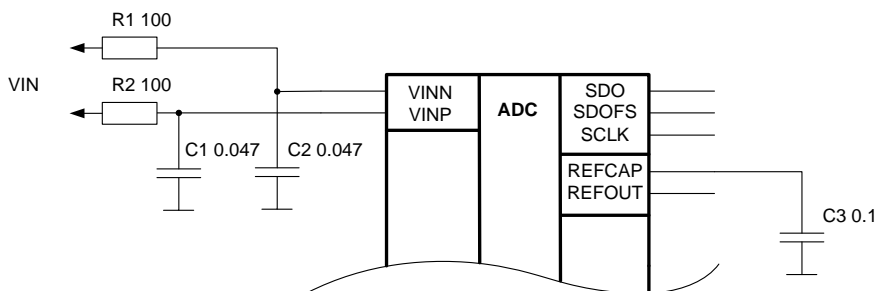 R1 100
VIN
R2 100
C1 0.047
C2 0.047
VINN
VINP
ADC
SDO
SDOFS
SCLK
REFCAP
REFOUT
C3 0.1